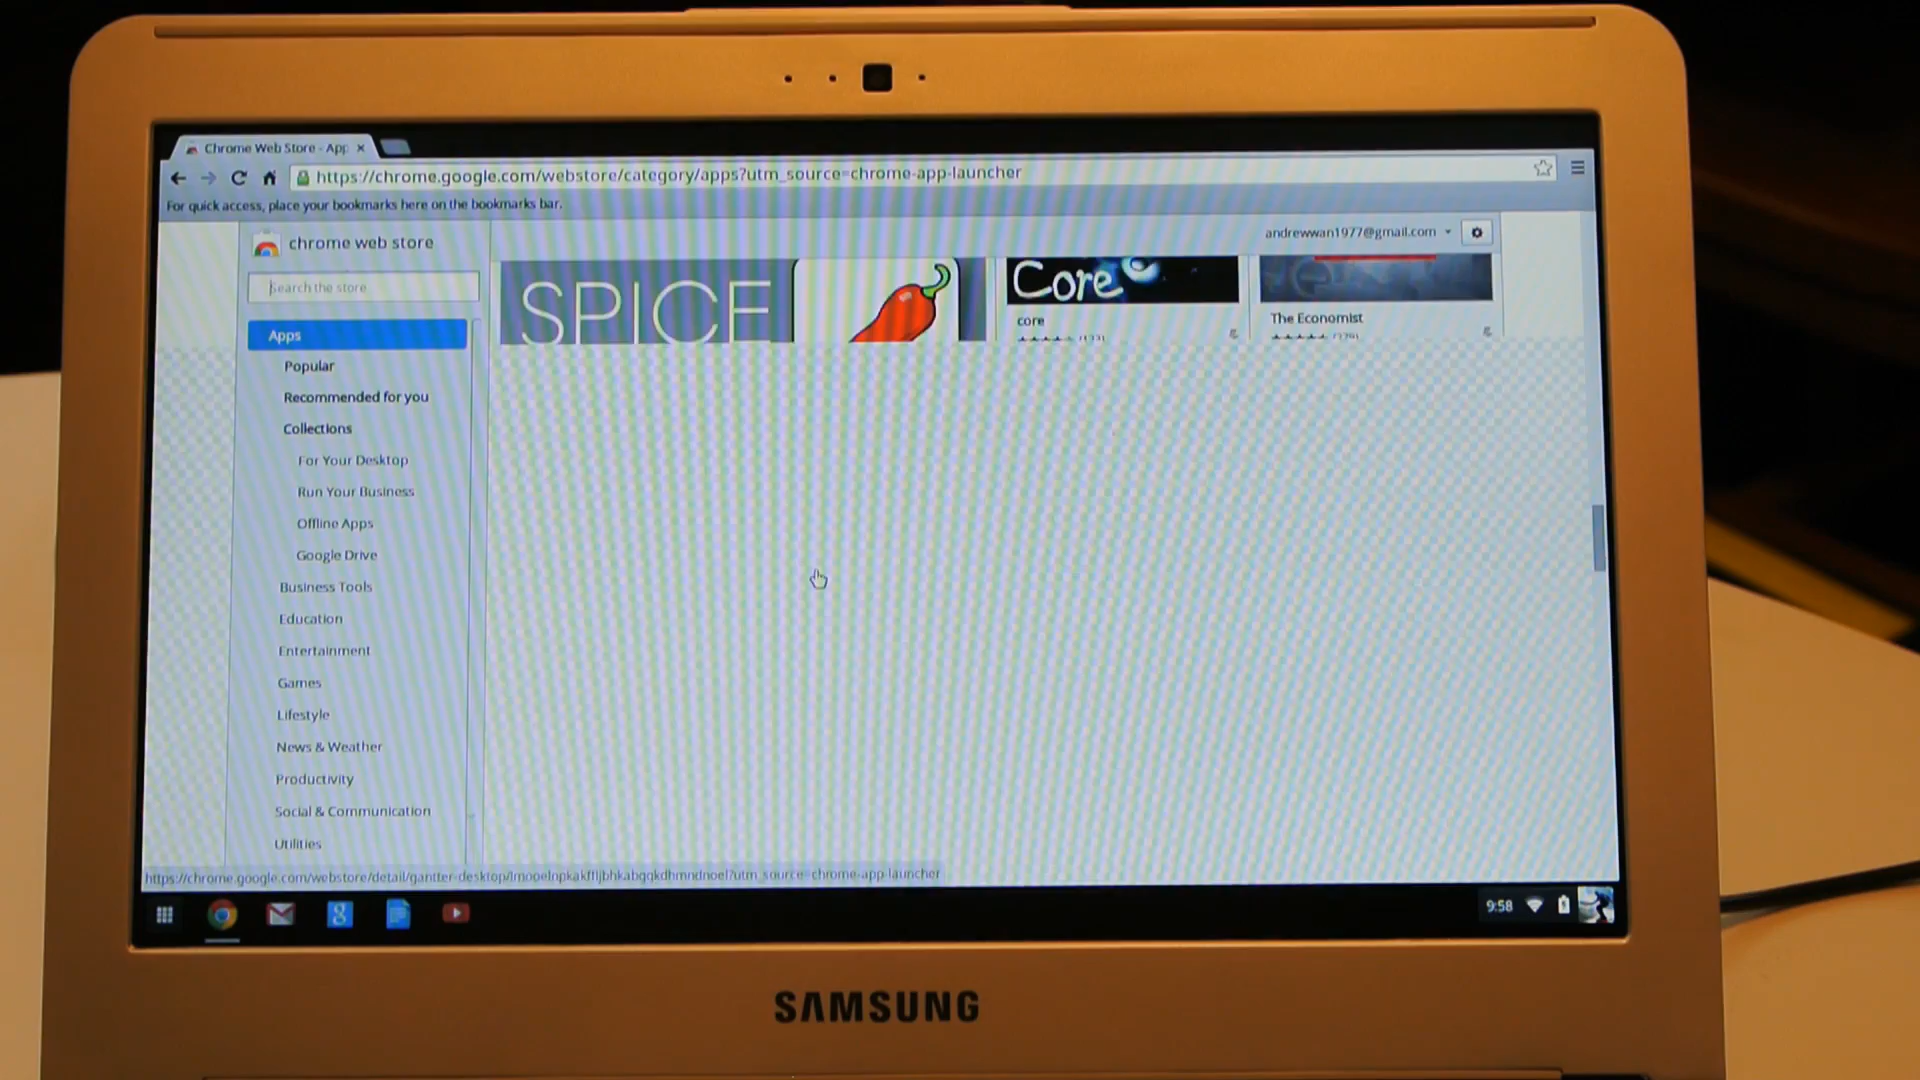 Chrome Web Store - App
https://chrome.google.com/webstore/category/apps?utm_source=chrome-app-launcher
For quick access, place your bookmarks here on the bookmarks bar.
chrome web store
andrewwan1977@gmail.com
Search the store
SPICE
Core
core
The Economist
Apps
Popular
Recommended for you
Collections
For Your Desktop
Run Your Business
Offline Apps
Google Drive
Business Tools
Education
Entertainment
Games
Lifestyle
News & Weather
Productivity
Social & Communication
Utilities
9:58
SAMSUNG